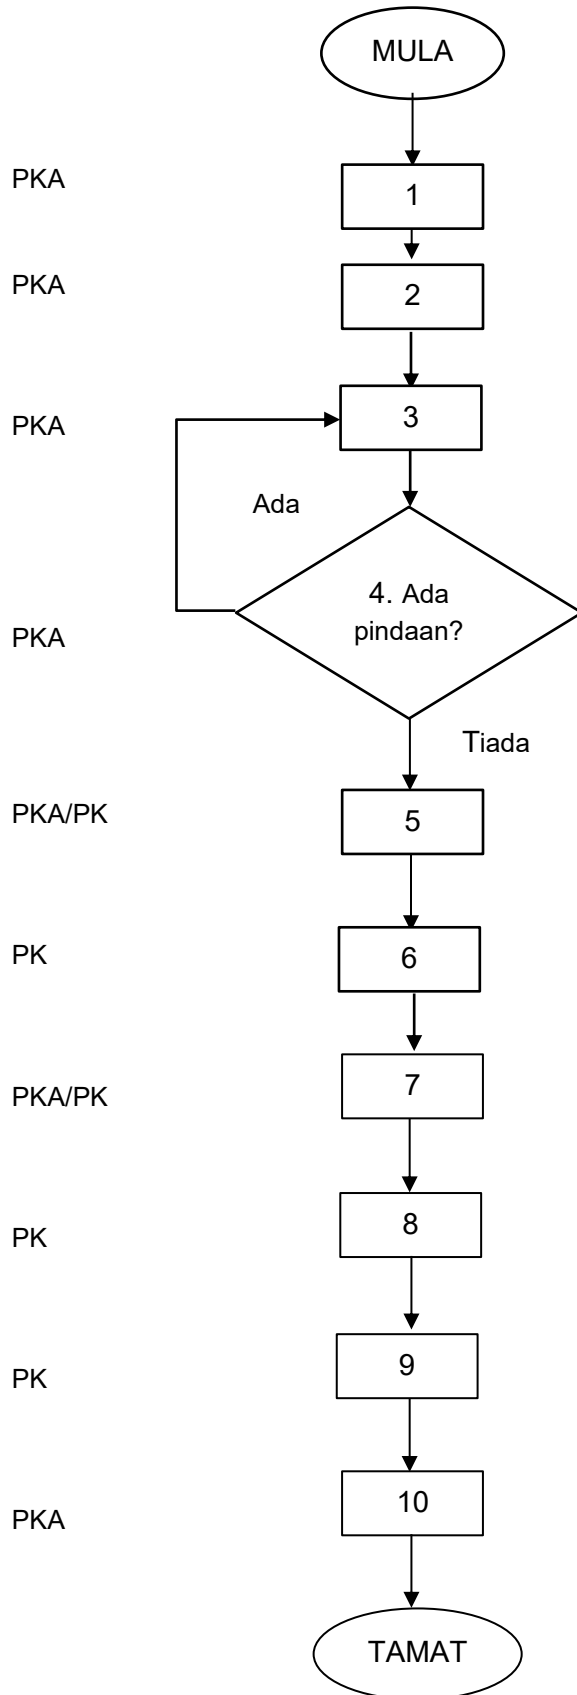 MULA
PKA
1
PKA
2
PKA
3
Ada
4. Ada
pindaan?
PKA
Tiada
PKA/PK
5
PK
6
PKA/PK
7
PK
8
PK
9
PKA
10
TAMAT